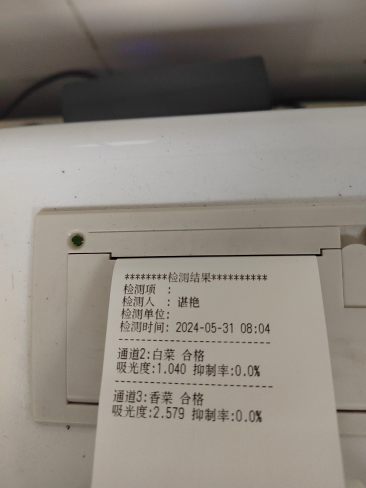 ********检测结果**********
检测项 :
检测人 : 谌艳
检测单位:
检测时间: 2024-05-31 08:04
--------------------------
通道2:白菜 合格
吸光度:1.040 抑制率:0.0%
--------------------------
通道3:香菜 合格
吸光度:2.579 抑制率:0.0%